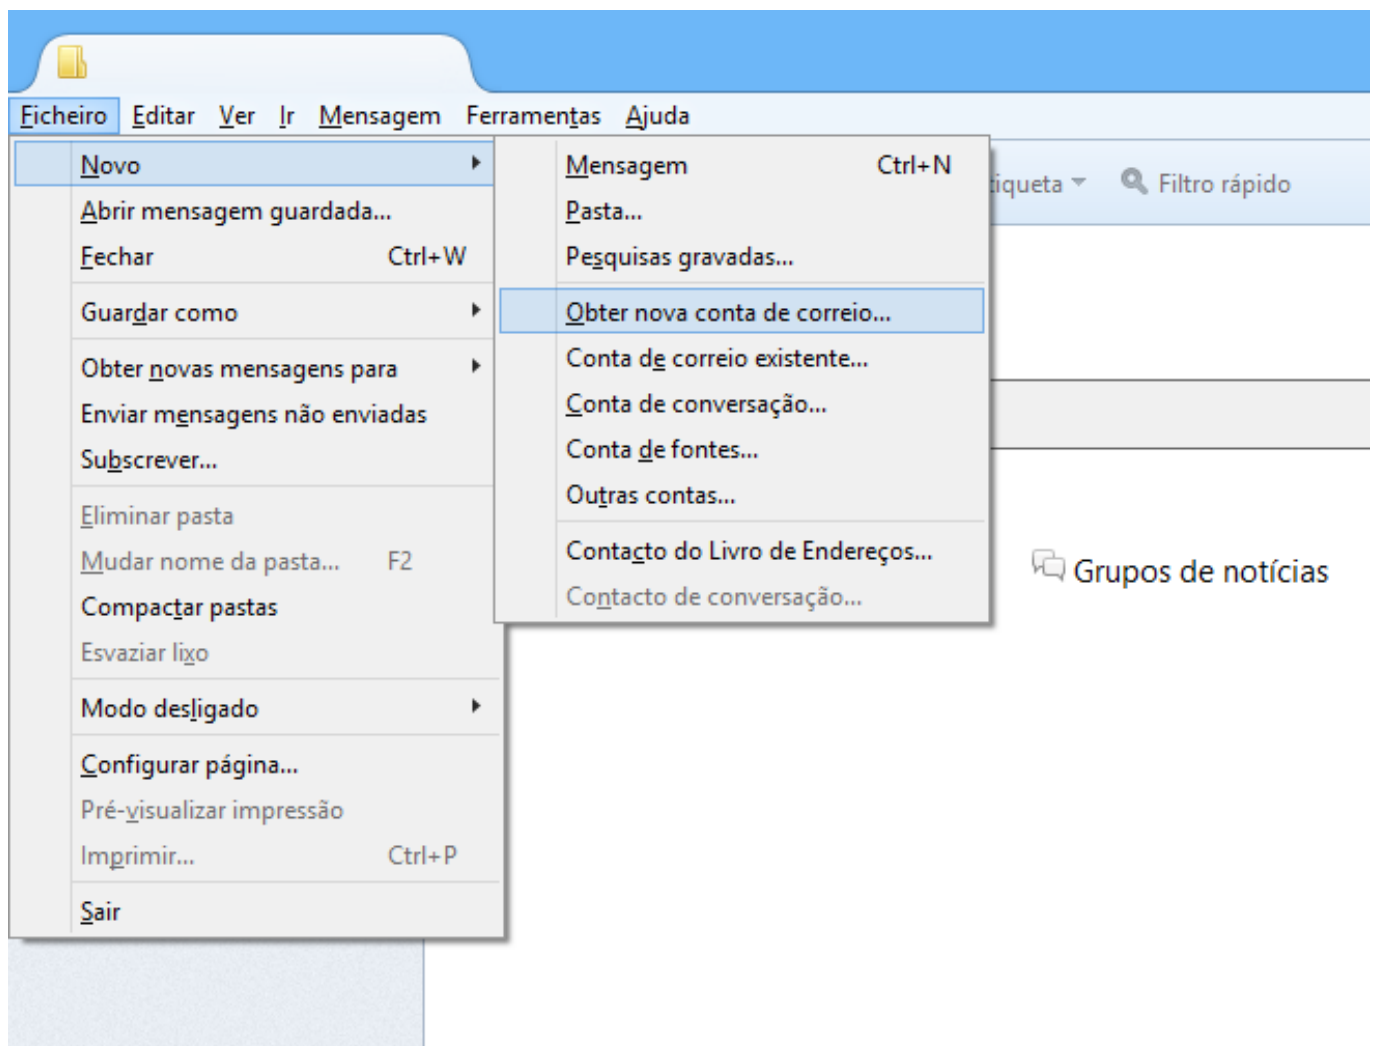 Ficheiro Editar Ver Ir Mensagem Ferramentas Ajuda
Novo
Abrir mensagem guardada...
Fechar Ctrl+W
Guardar como
Obter novas mensagens para
Enviar mensagens não enviadas
Subscrever...
Eliminar pasta
Mudar nome da pasta... F2
Compactar pastas
Esvaziar lixo
Modo desligado
Configurar página...
Pré-visualizar impressão
Imprimir... Ctrl+P
Sair
Mensagem Ctrl+N
Pasta...
Pesquisas gravadas...
Obter nova conta de correio...
Conta de correio existente...
Conta de conversação...
Conta de fontes...
Outras contas...
Contacto do Livro de Endereços...
Contacto de conversação...
iqueta Filtro rápido
Grupos de notícias